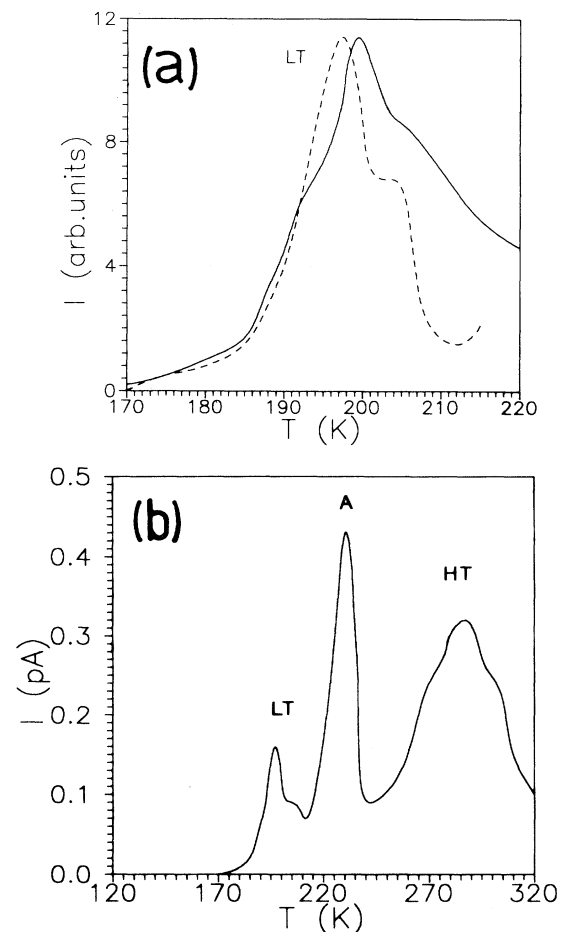 12
(a)
LT
8
I (arb.units)
4
0
170 180 190 200 210 220
T (K)
0.5
(b)
A
0.4
HT
0.3
I (pA)
0.2
LT
0.1
0.0
120 170 220 270 320
T (K)